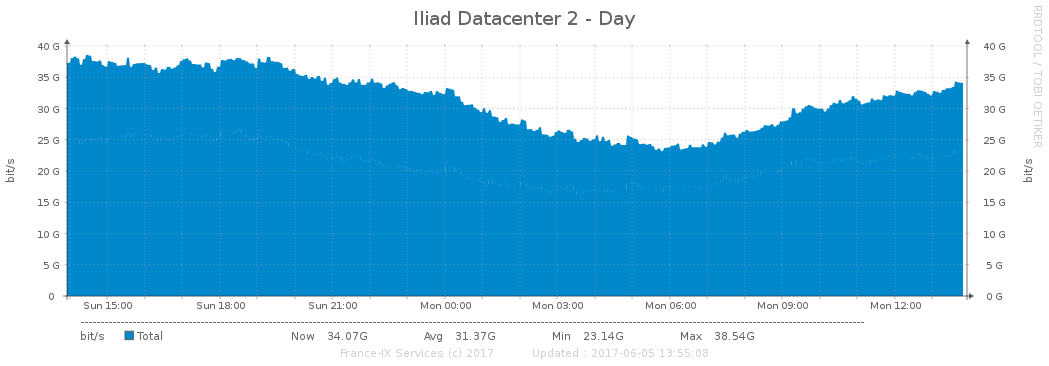 Iliad Datacenter 2 - Day
RRDTOOL / TOBI OETIKER
40 G 40 G
35 G 35 G
30 G 30 G
25 G 25 G
20 G 20 G
15 G 15 G
10 G 10 G
5 G 5 G
0 0 G
bit/s bit/s
Sun 15:00 Sun 18:00 Sun 21:00 Mon 00:00 Mon 03:00 Mon 06:00 Mon 09:00 Mon 12:00
bit/s Total Now 34.07G Avg 31.37G Min 23.14G Max 38.54G
France-IX Services (c) 2017 Updated : 2017-06-05 13:55:08